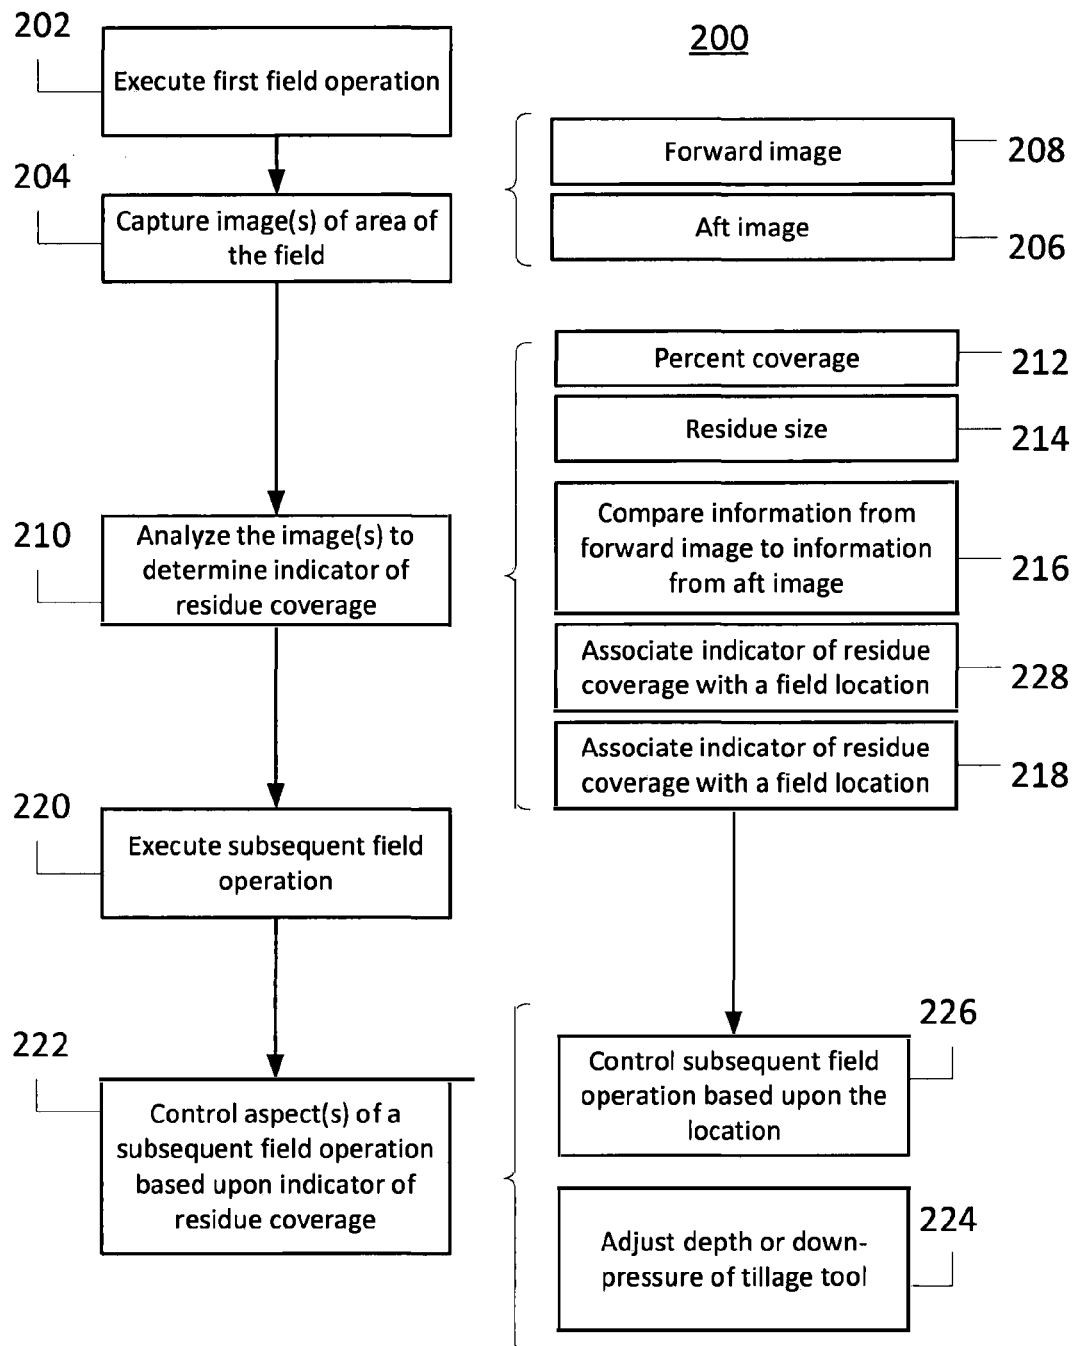 200
202
Execute first field operation
204
Capture image(s) of area of
the field
Forward image
208
Aft image
206
210
Analyze the image(s) to
determine indicator of
residue coverage
Percent coverage
212
Residue size
214
Compare information from
forward image to information
from aft image
216
Associate indicator of residue
coverage with a field location
228
Associate indicator of residue
coverage with a field location
218
220
Execute subsequent field
operation
222
Control aspect(s) of a
subsequent field operation
based upon indicator of
residue coverage
226
Control subsequent field
operation based upon the
location
224
Adjust depth or down-
pressure of tillage tool